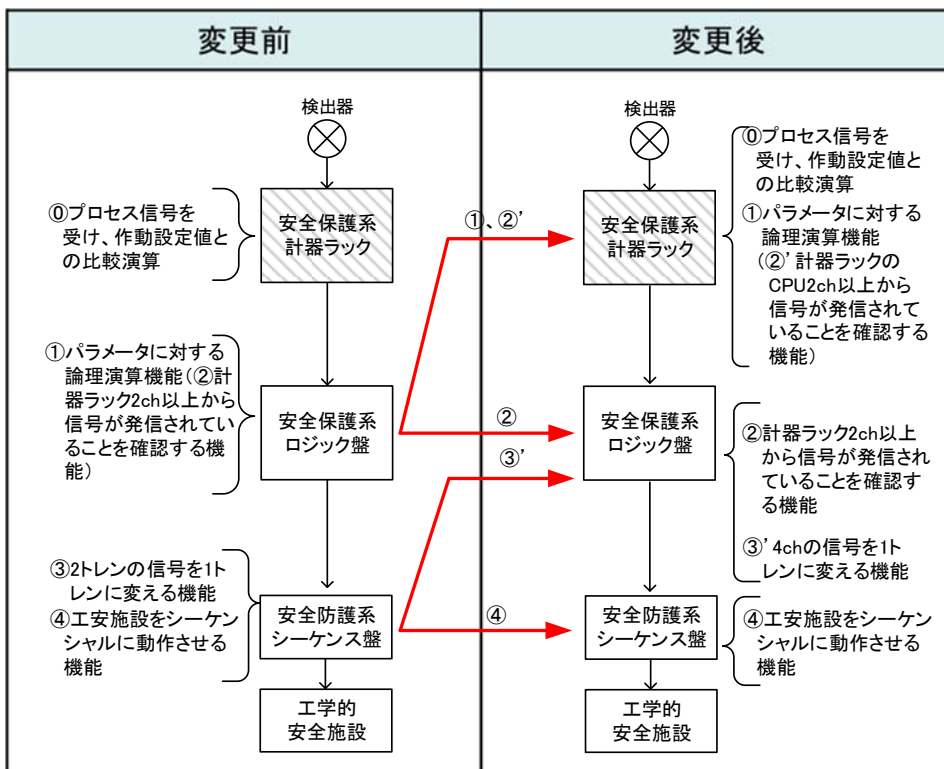 変更前
変更後
検出器
⓪プロセス信号を
受け、作動設定値と
の比較演算
安全保護系
計器ラック
①パラメータに対する
論理演算機能(②計
器ラック2ch以上から
信号が発信されてい
ることを確認する機
能)
安全保護系
ロジック盤
③2トレンの信号を1ト
レンに変える機能
④工安施設をシーケン
シャルに動作させる
機能
安全防護系
シーケンス盤
工学的
安全施設
①、②’
②
③’
④
検出器
安全保護系
計器ラック
⓪プロセス信号を
受け、作動設定値と
の比較演算
①パラメータに対する
論理演算機能
(②’計器ラックの
CPU2ch以上から
信号が発信されて
いることを確認する
機能)
安全保護系
ロジック盤
②計器ラック2ch以上
から信号が発信され
ていることを確認す
る機能
③’4chの信号を1ト
レンに変える機能
安全防護系
シーケンス盤
④工安施設をシーケン
シャルに動作させる
機能
工学的
安全施設